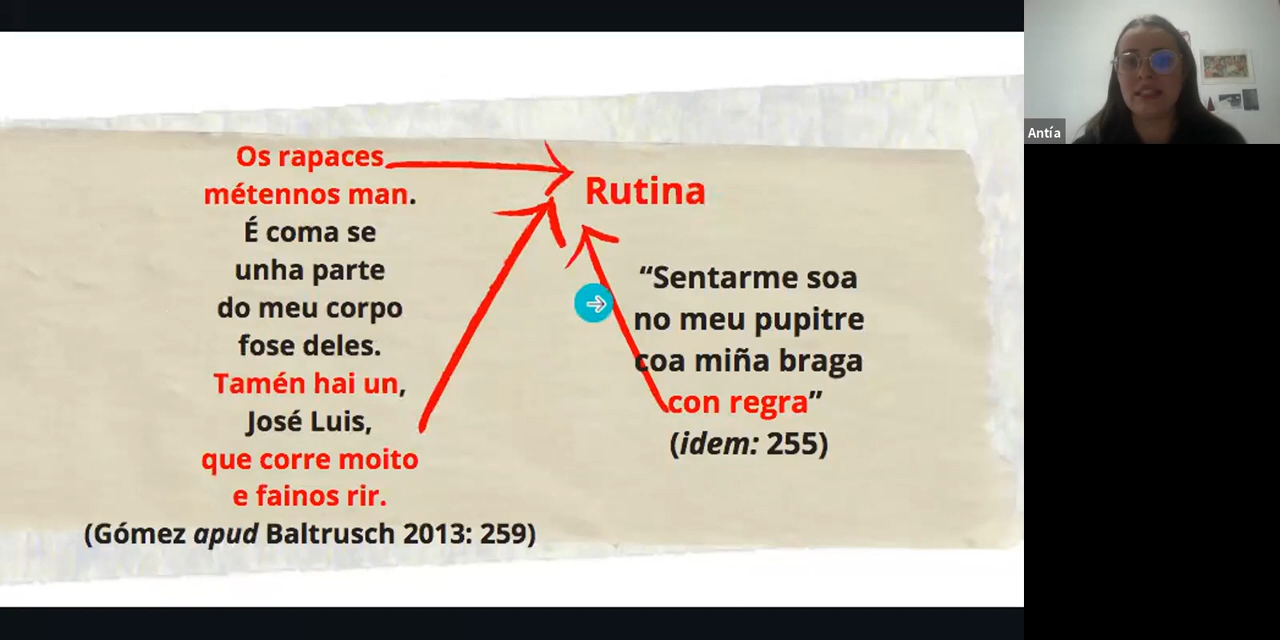 Os rapaces
métennos man.
É coma se
unha parte
do meu corpo
fose deles.
Tamén hai un,
José Luis,
que corre moito
e fainos rir.
(Gómez apud Baltrusch 2013: 259)
Rutina
“Sentarme soa
no meu pupitre
coa miña braga
con regra”
(idem: 255)
Antía